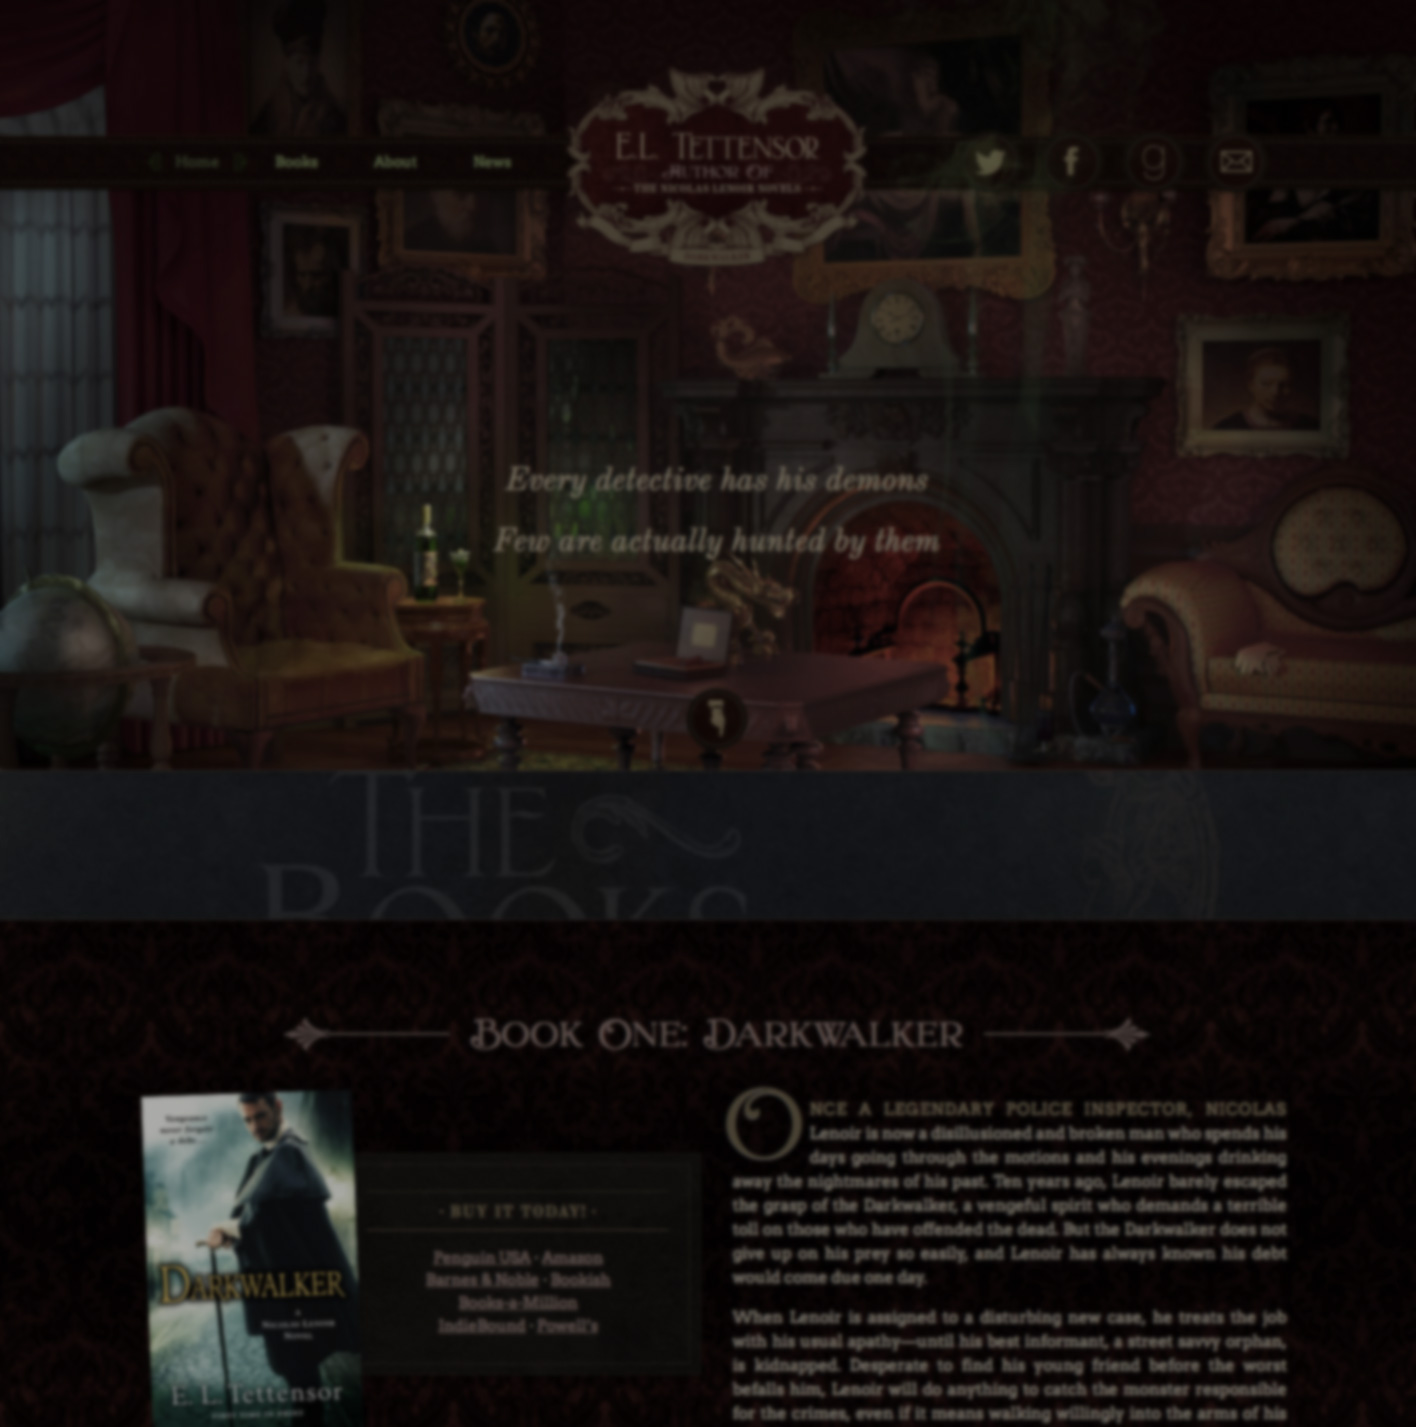 Home
Books
About
News
E.L. TETTENSOR
AUTHOR OF
THE NICOLAS LENOIR NOVELS
Every detective has his demons
Few are actually hunted by them
THE
BOOKS
BOOK ONE: DARKWALKER
Vengeance
never forgets
a debt...
DARKWALKER
A
NICOLAS LENOIR
NOVEL
E. L. Tettensor
· BUY IT TODAY! ·
Penguin USA · Amazon
Barnes & Noble · Bookish
Books-a-Million
IndieBound · Powell's
ONCE A LEGENDARY POLICE INSPECTOR, NICOLAS
Lenoir is now a disillusioned and broken man who spends his
days going through the motions and his evenings drinking
away the nightmares of his past. Ten years ago, Lenoir barely escaped
the grasp of the Darkwalker, a vengeful spirit who demands a terrible
toll on those who have offended the dead. But the Darkwalker does not
give up on his prey so easily, and Lenoir has always known his debt
would come due one day.
When Lenoir is assigned to a disturbing new case, he treats the job
with his usual apathy—until his best informant, a street savvy orphan,
is kidnapped. Desperate to find his young friend before the worst
befalls him, Lenoir will do anything to catch the monster responsible
for the crimes, even if it means walking willingly into the arms of his